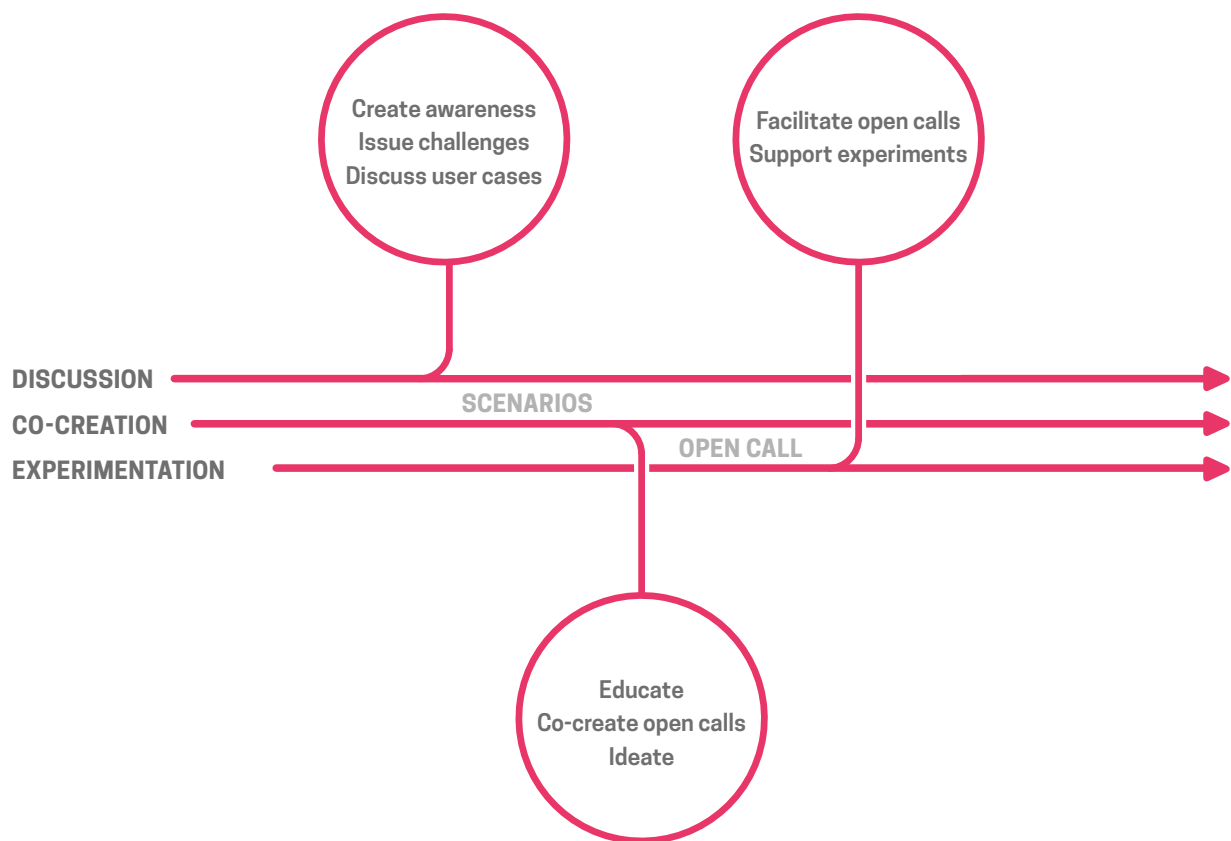 Create awareness
Issue challenges
Discuss user cases
Facilitate open calls
Support experiments
DISCUSSION
SCENARIOS
CO-CREATION
OPEN CALL
EXPERIMENTATION
Educate
Co-create open calls
Ideate